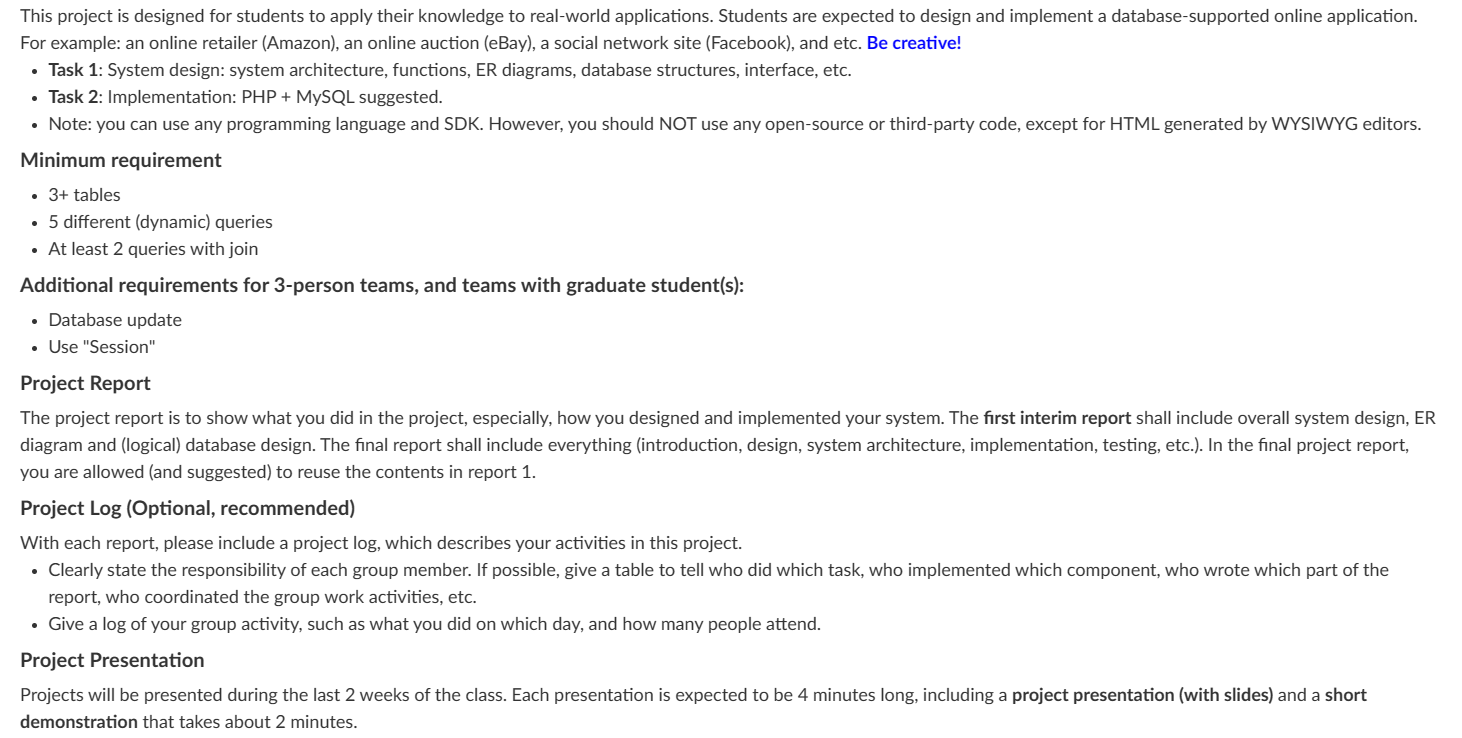 This project is designed for students to apply their knowledge to real-world applications. Students are expected to design and implement a database-supported online application.
For example: an online retailer (Amazon), an online auction (eBay), a social network site (Facebook), and etc. Be creative!
• Task 1: System design: system architecture, functions, ER diagrams, database structures, interface, etc.
• Task 2: Implementation: PHP + MySQL suggested.
• Note: you can use any programming language and SDK. However, you should NOT use any open-source or third-party code, except for HTML generated by WYSIWYG editors.
Minimum requirement
• 3+ tables
• 5 different (dynamic) queries
• At least 2 queries with join
Additional requirements for 3-person teams, and teams with graduate student(s):
• Database update
• Use "Session"
Project Report
The project report is to show what you did in the project, especially, how you designed and implemented your system. The first interim report shall include overall system design, ER
diagram and (logical) database design. The final report shall include everything (introduction, design, system architecture, implementation, testing, etc.). In the final project report,
you are allowed (and suggested) to reuse the contents in report 1.
Project Log (Optional, recommended)
With each report, please include a project log, which describes your activities in this project.
• Clearly state the responsibility of each group member. If possible, give a table to tell who did which task, who implemented which component, who wrote which part of the
report, who coordinated the group work activities, etc.
• Give a log of your group activity, such as what you did on which day, and how many people attend.
Project Presentation
Projects will be presented during the last 2 weeks of the class. Each presentation is expected to be 4 minutes long, including a project presentation (with slides) and a short
demonstration that takes about 2 minutes.